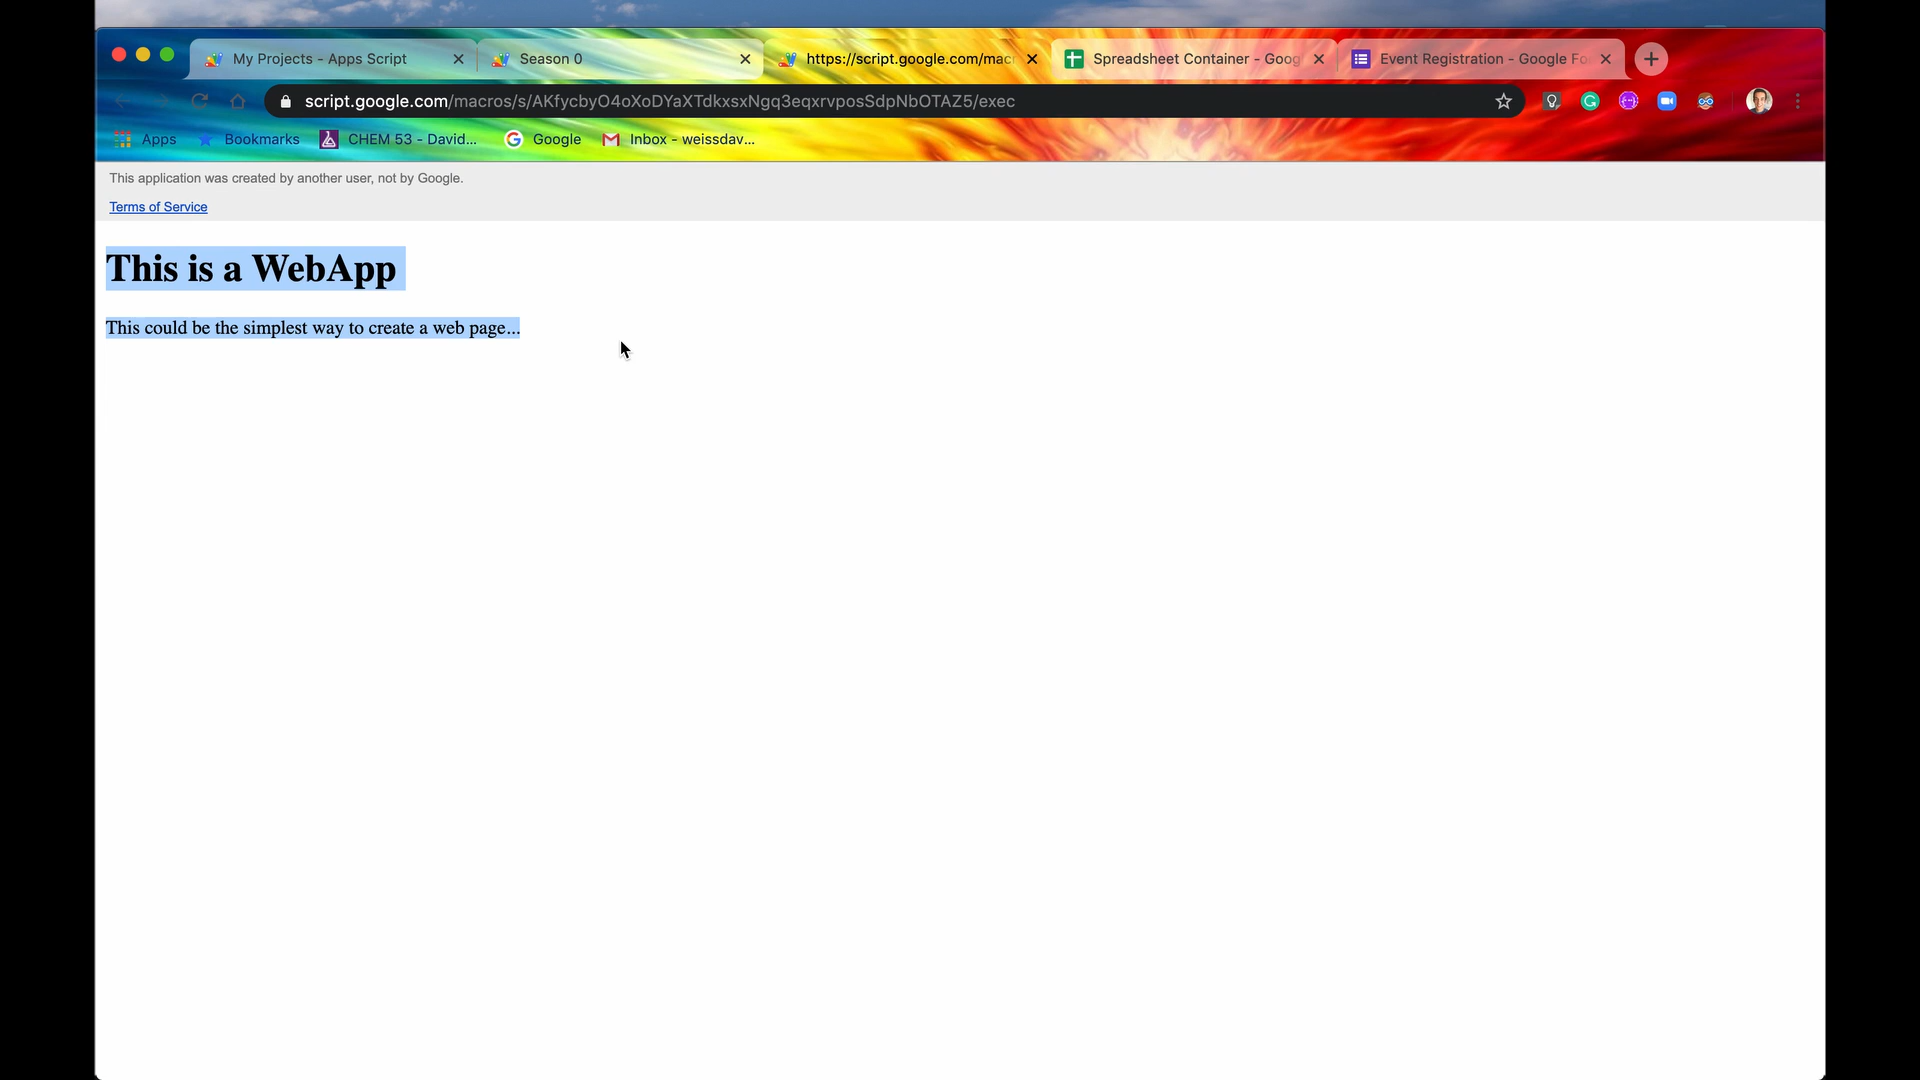 My Projects - Apps Script
Season 0
https://script.google.com/mac
Spreadsheet Container - Goog
Event Registration - Google Fo
script.google.com/macros/s/AKfycbyO4oXoDYaXTdkxsxNgq3eqxrvposSdpNbOTAZ5/exec
Apps
Bookmarks
CHEM 53 - David...
Google
Inbox - weissdav...
This application was created by another user, not by Google.
Terms of Service
This is a WebApp
This could be the simplest way to create a web page...